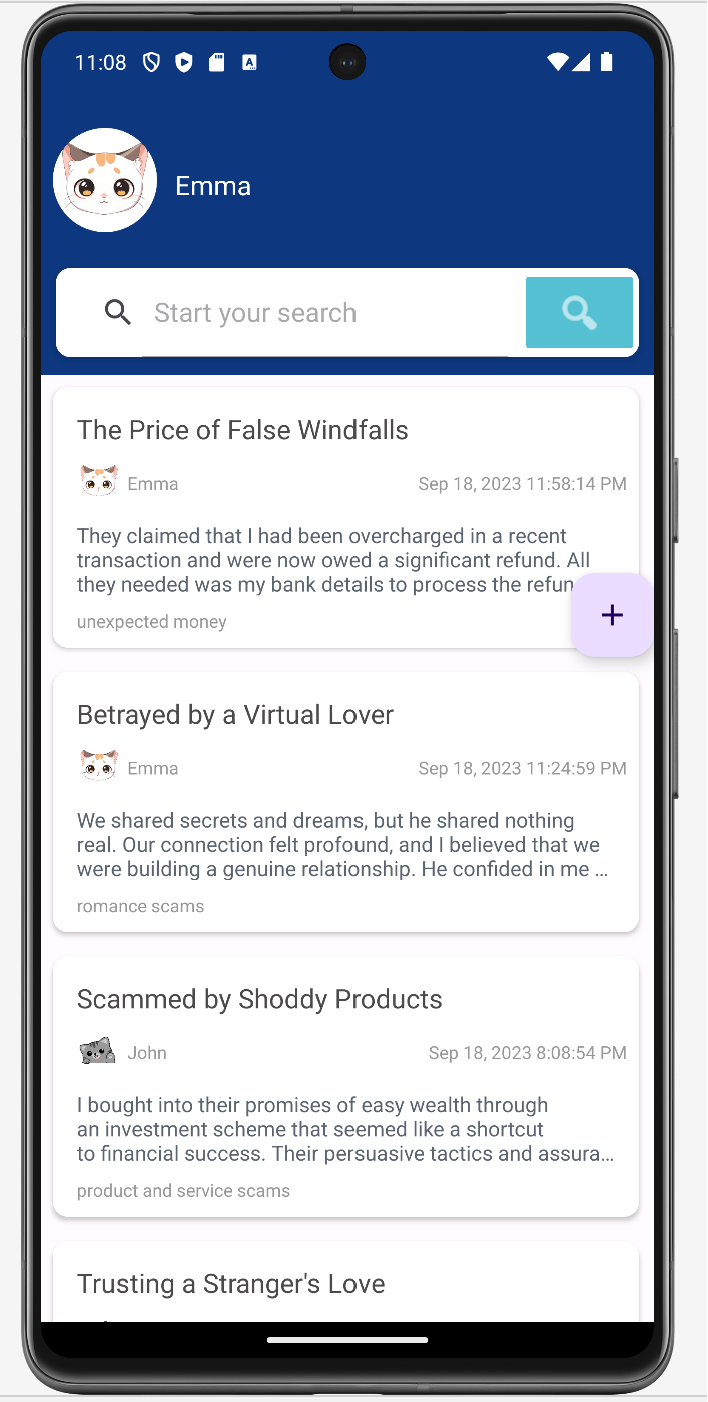 11:08
A
Emma
Start your search
The Price of False Windfalls
Emma
Sep 18, 2023 11:58:14 PM
They claimed that I had been overcharged in a recent
transaction and were now owed a significant refund. All
they needed was my bank details to process the refun
unexpected money
+
Betrayed by a Virtual Lover
Emma
Sep 18, 2023 11:24:59 PM
We shared secrets and dreams, but he shared nothing
real. Our connection felt profound, and I believed that we
were building a genuine relationship. He confided in me ...
romance scams
Scammed by Shoddy Products
John
Sep 18, 2023 8:08:54 PM
I bought into their promises of easy wealth through
an investment scheme that seemed like a shortcut
to financial success. Their persuasive tactics and assura...
product and service scams
Trusting a Stranger's Love